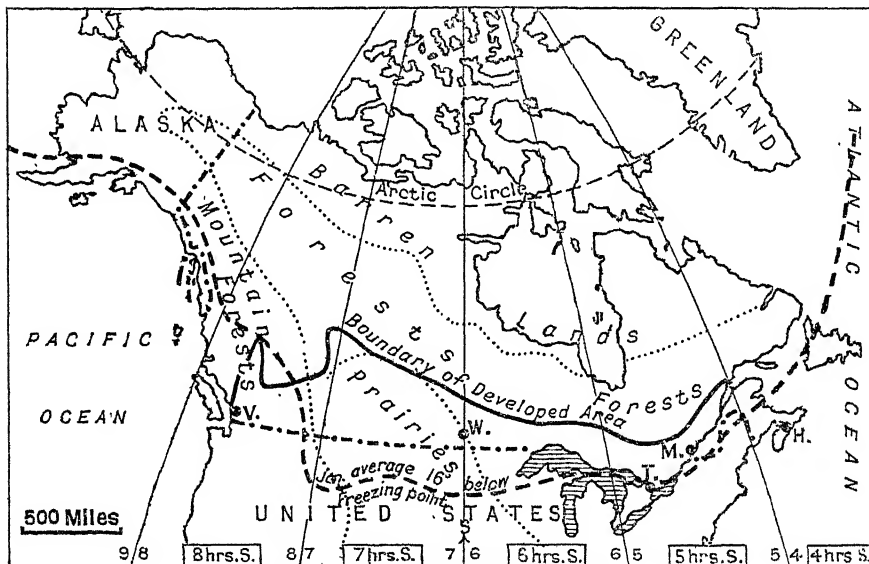 GREENLAND
ALASKA
ATLANTIC
OCEAN
Barren
Lands
Arctic Circle
Forests
Mountain
Forests
PACIFIC
OCEAN
Boundary of Developed Area
Forests
Prairies
V.
W.
M.
T.
H.
Jan. average 16° below
Freezing point
UNITED STATES
500 Miles
9 8 8hrs.S. 8 7 7hrs.S. 7 6 6hrs.S. 6 5 5hrs.S. 5 4 4hrs.S.